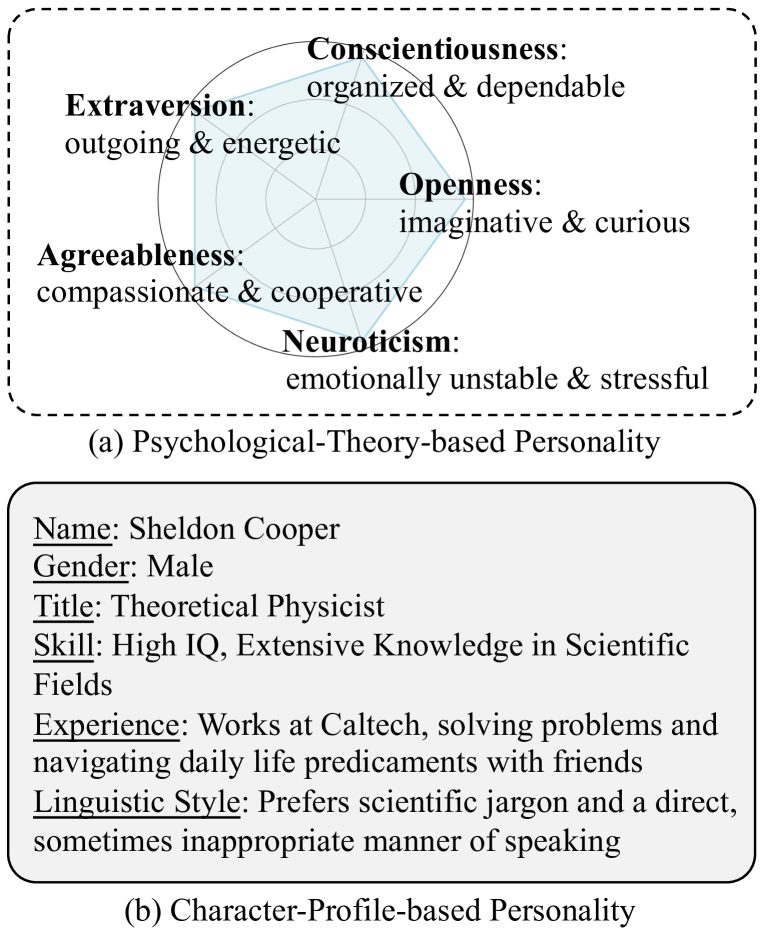 Conscientiousness:
organized & dependable
Extraversion:
outgoing & energetic
Openness:
imaginative & curious
Agreeableness:
compassionate & cooperative
Neuroticism:
emotionally unstable & stressful
(a) Psychological-Theory-based Personality
Name: Sheldon Cooper
Gender: Male
Title: Theoretical Physicist
Skill: High IQ, Extensive Knowledge in Scientific
Fields
Experience: Works at Caltech, solving problems and
navigating daily life predicaments with friends
Linguistic Style: Prefers scientific jargon and a direct,
sometimes inappropriate manner of speaking
(b) Character-Profile-based Personality